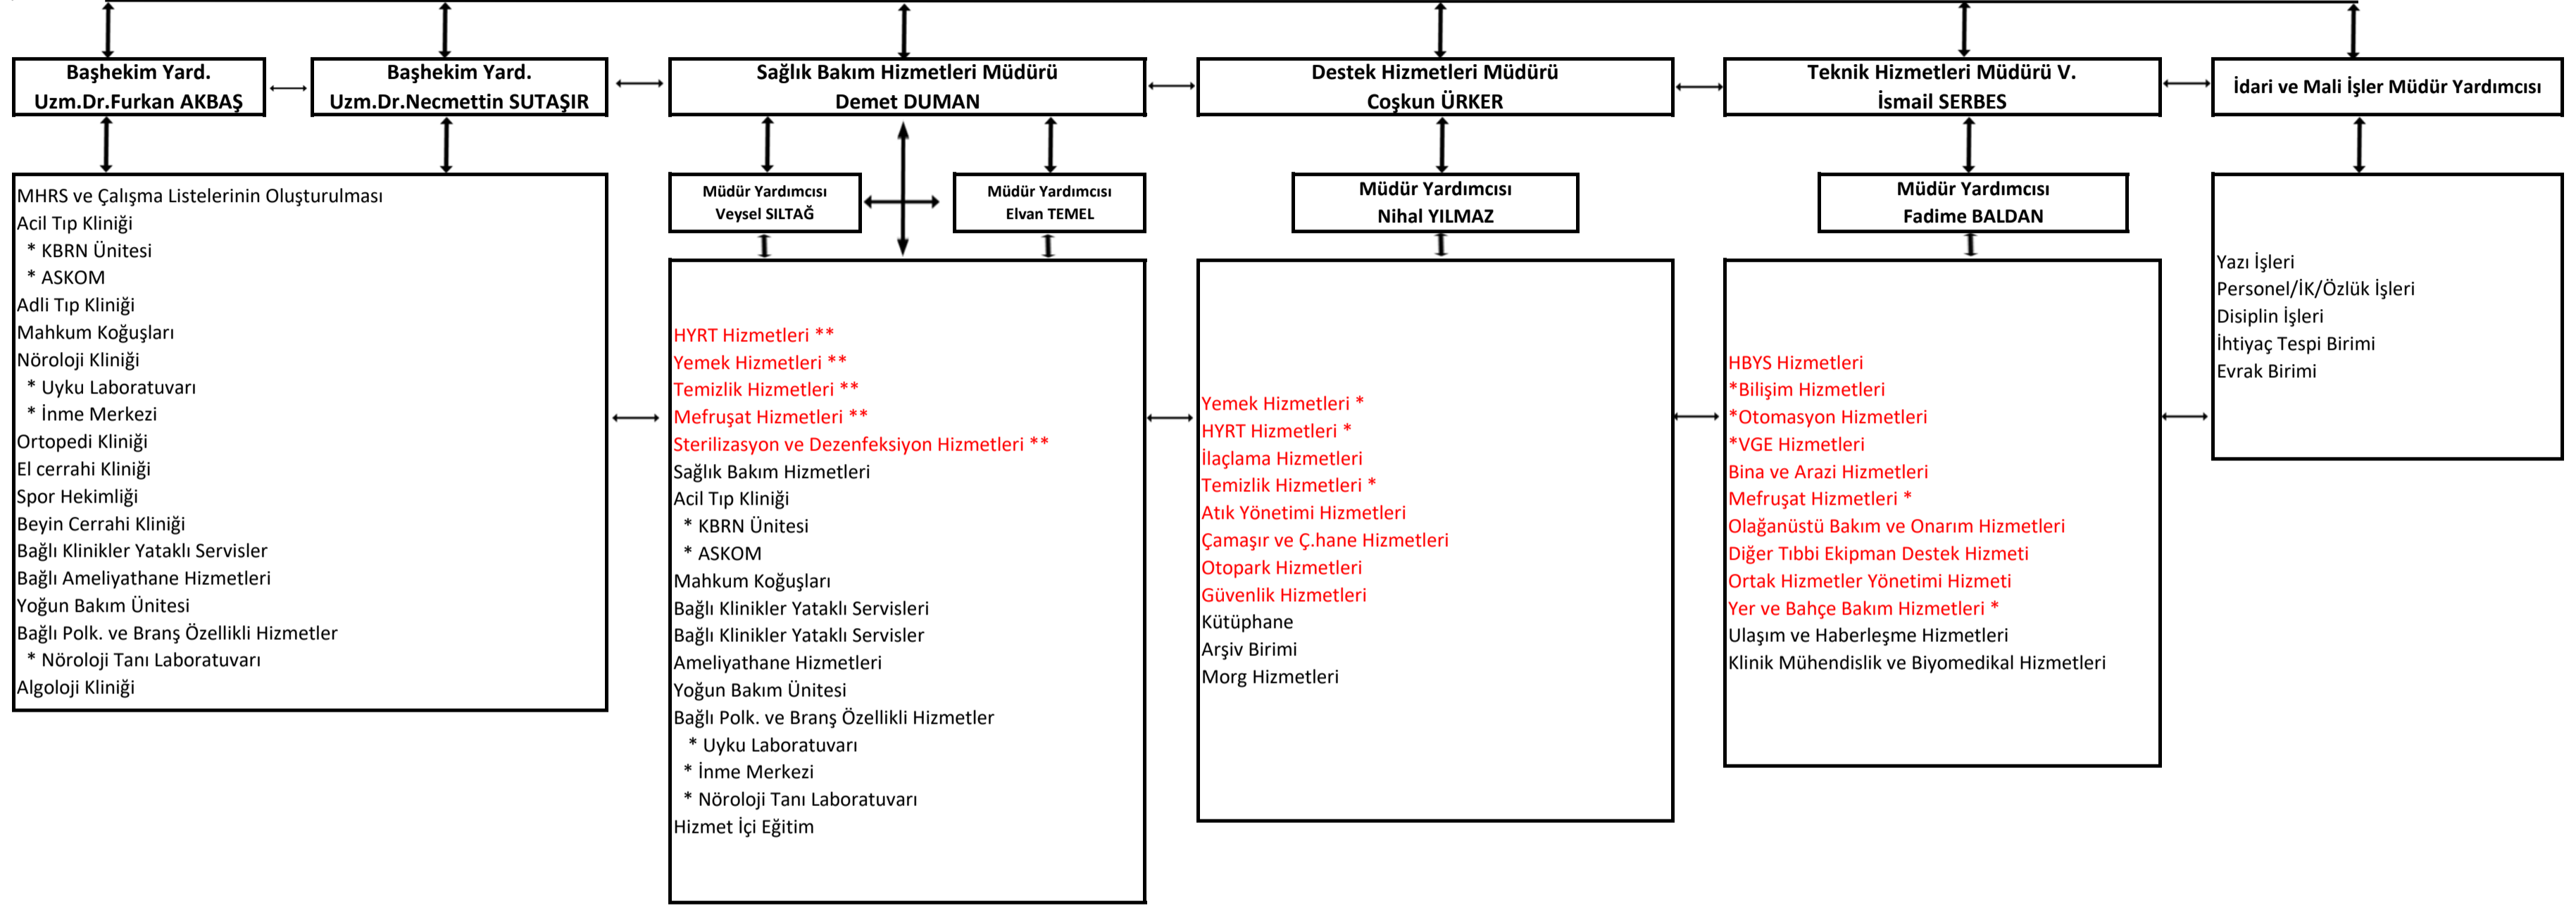 Başhekim Yard.
Uzm.Dr.Furkan AKBAŞ
Başhekim Yard.
Uzm.Dr.Necmettin SUTAŞIR
Sağlık Bakım Hizmetleri Müdürü
Demet DUMAN
Destek Hizmetleri Müdürü
Coşkun ÜRKER
Teknik Hizmetleri Müdürü V.
İsmail SERBES
İdari ve Mali İşler Müdür Yardımcısı
MHRS ve Çalışma Listelerinin Oluşturulması
Acil Tıp Kliniği
* KBRN Ünitesi
* ASKOM
Adli Tıp Kliniği
Mahkum Koğuşları
Nöroloji Kliniği
* Uyku Laboratuvarı
* İnme Merkezi
Ortopedi Kliniği
El cerrahi Kliniği
Spor Hekimliği
Beyin Cerrahi Kliniği
Bağlı Klinikler Yataklı Servisler
Bağlı Ameliyathane Hizmetleri
Yoğun Bakım Ünitesi
Bağlı Polk. ve Branş Özellikli Hizmetler
* Nöroloji Tanı Laboratuvarı
Algoloji Kliniği
Müdür Yardımcısı
Veysel SILTAĞ
Müdür Yardımcısı
Elvan TEMEL
HYRT Hizmetleri **
Yemek Hizmetleri **
Temizlik Hizmetleri **
Mefruşat Hizmetleri **
Sterilizasyon ve Dezenfeksiyon Hizmetleri **
Sağlık Bakım Hizmetleri
Acil Tıp Kliniği
* KBRN Ünitesi
* ASKOM
Mahkum Koğuşları
Bağlı Klinikler Yataklı Servisleri
Bağlı Klinikler Yataklı Servisler
Ameliyathane Hizmetleri
Yoğun Bakım Ünitesi
Bağlı Polk. ve Branş Özellikli Hizmetler
* Uyku Laboratuvarı
* İnme Merkezi
* Nöroloji Tanı Laboratuvarı
Hizmet İçi Eğitim
Müdür Yardımcısı
Nihal YILMAZ
Yemek Hizmetleri *
HYRT Hizmetleri *
İlaçlama Hizmetleri
Temizlik Hizmetleri *
Atık Yönetimi Hizmetleri
Çamaşır ve Ç.hane Hizmetleri
Otopark Hizmetleri
Güvenlik Hizmetleri
Kütüphane
Arşiv Birimi
Morg Hizmetleri
Müdür Yardımcısı
Fadime BALDAN
HBYS Hizmetleri
*Bilişim Hizmetleri
*Otomasyon Hizmetleri
*VGE Hizmetleri
Bina ve Arazi Hizmetleri
Mefruşat Hizmetleri *
Olağanüstü Bakım ve Onarım Hizmetleri
Diğer Tıbbi Ekipman Destek Hizmeti
Ortak Hizmetler Yönetimi Hizmeti
Yer ve Bahçe Bakım Hizmetleri *
Ulaşım ve Haberleşme Hizmetleri
Klinik Mühendislik ve Biyomedikal Hizmetleri
Yazı İşleri
Personel/İK/Özlük İşleri
Disiplin İşleri
İhtiyaç Tespi Birimi
Evrak Birimi